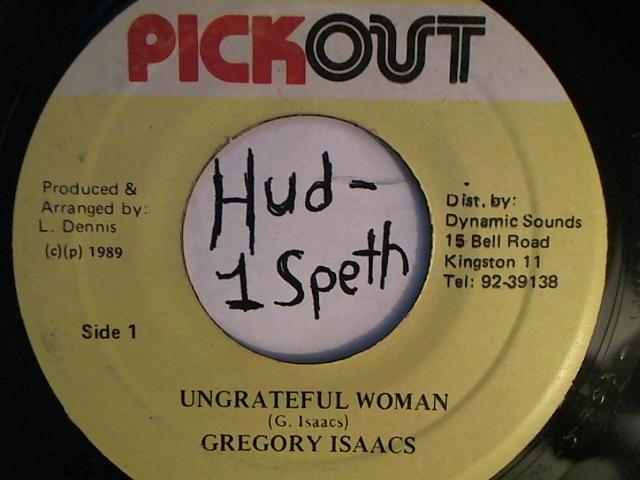 PICKOUT
Hud-
1 Speth
Produced &
Arranged by:
L. Dennis
(c)(p) 1989
Side 1
Dist. by:
Dynamic Sounds
15 Bell Road
Kingston 11
Tel: 92-39138
UNGRATEFUL WOMAN
(G. Isaacs)
GREGORY ISAACS